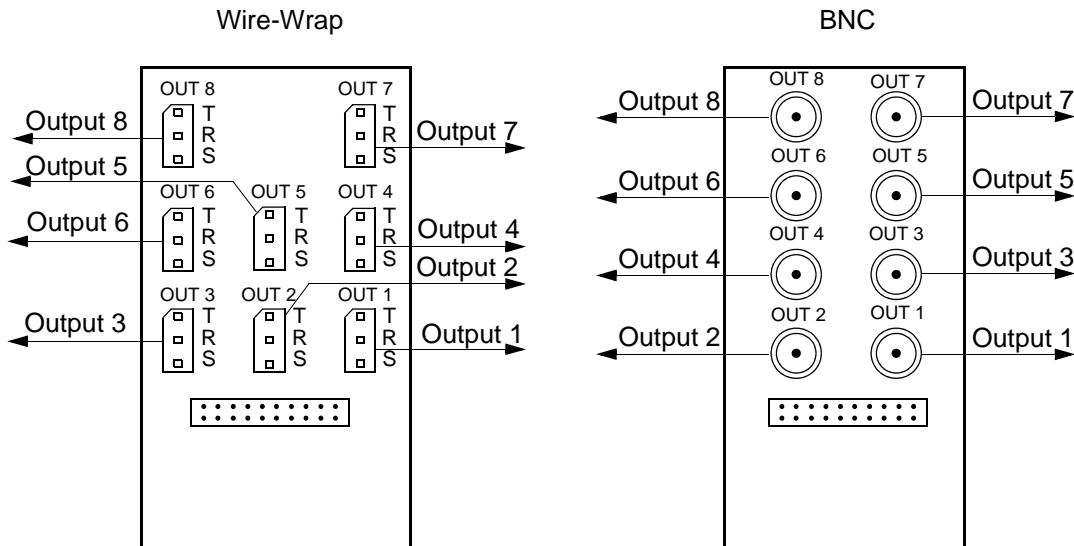 Wire-Wrap
OUT 8
OUT 7
T
R
S
T
R
S
Output 8
Output 7
Output 5
OUT 6
OUT 5
OUT 4
T
R
S
T
R
S
T
R
S
Output 6
Output 4
Output 2
OUT 3
OUT 2
OUT 1
T
R
S
T
R
S
T
R
S
Output 3
Output 1
BNC
OUT 8
OUT 7
Output 8
Output 7
OUT 6
OUT 5
Output 6
Output 5
OUT 4
OUT 3
Output 4
Output 3
OUT 2
OUT 1
Output 2
Output 1